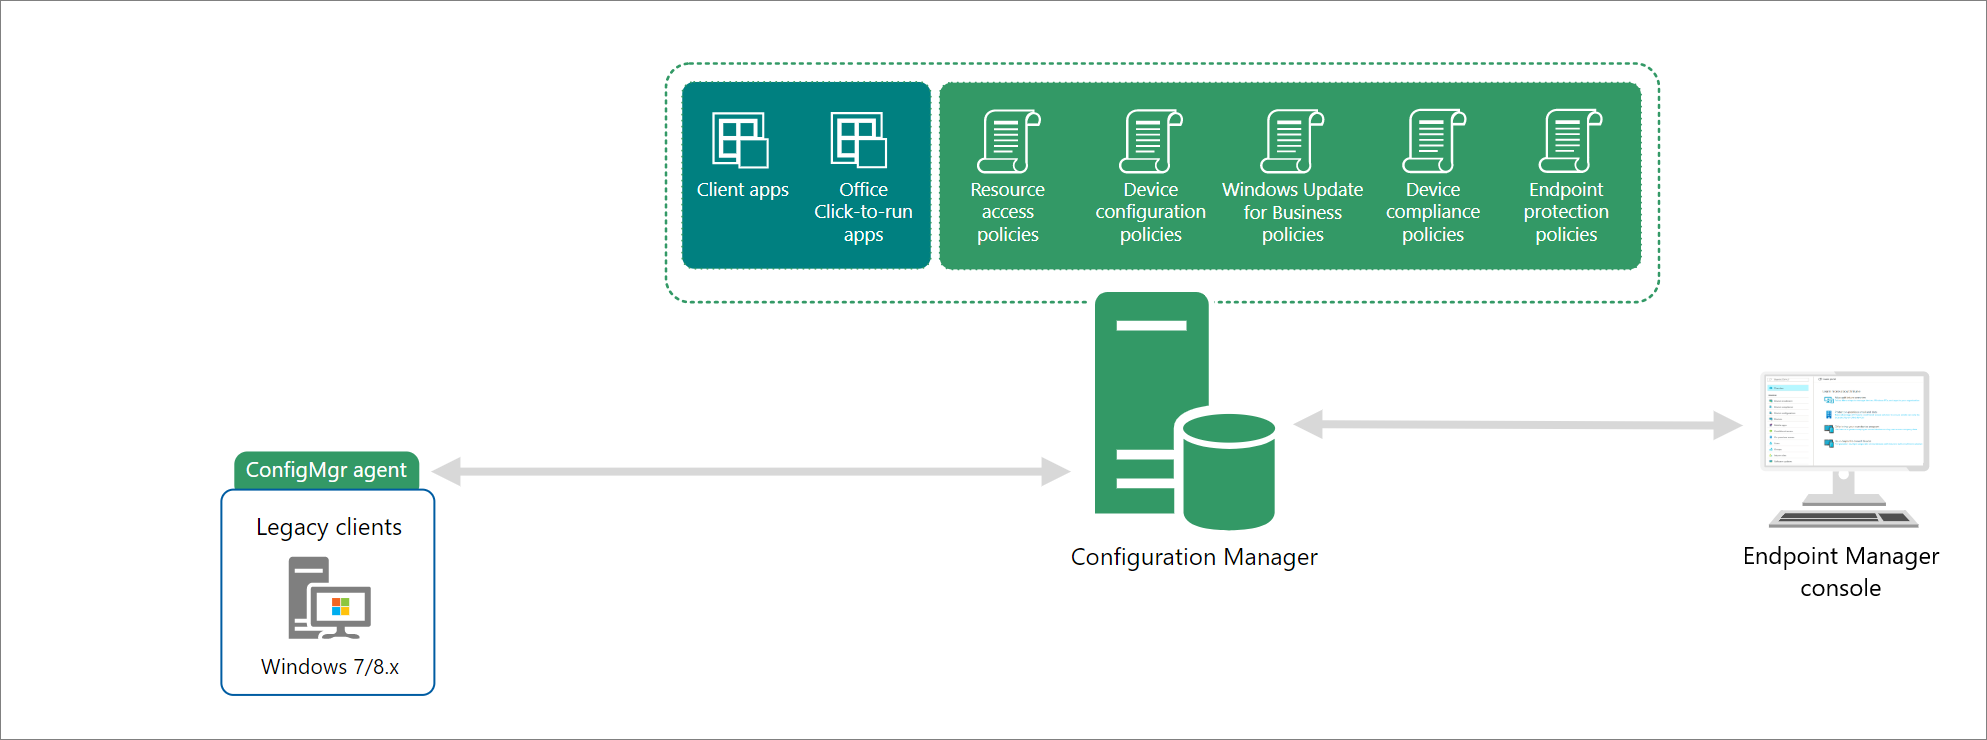 Client apps
Office
Click-to-run
apps
Resource
access
policies
Device
configuration
policies
Windows Update
for Business
policies
Device
compliance
policies
Endpoint
protection
policies
ConfigMgr agent
Legacy clients
Windows 7/8.x
Configuration Manager
Endpoint Manager
console